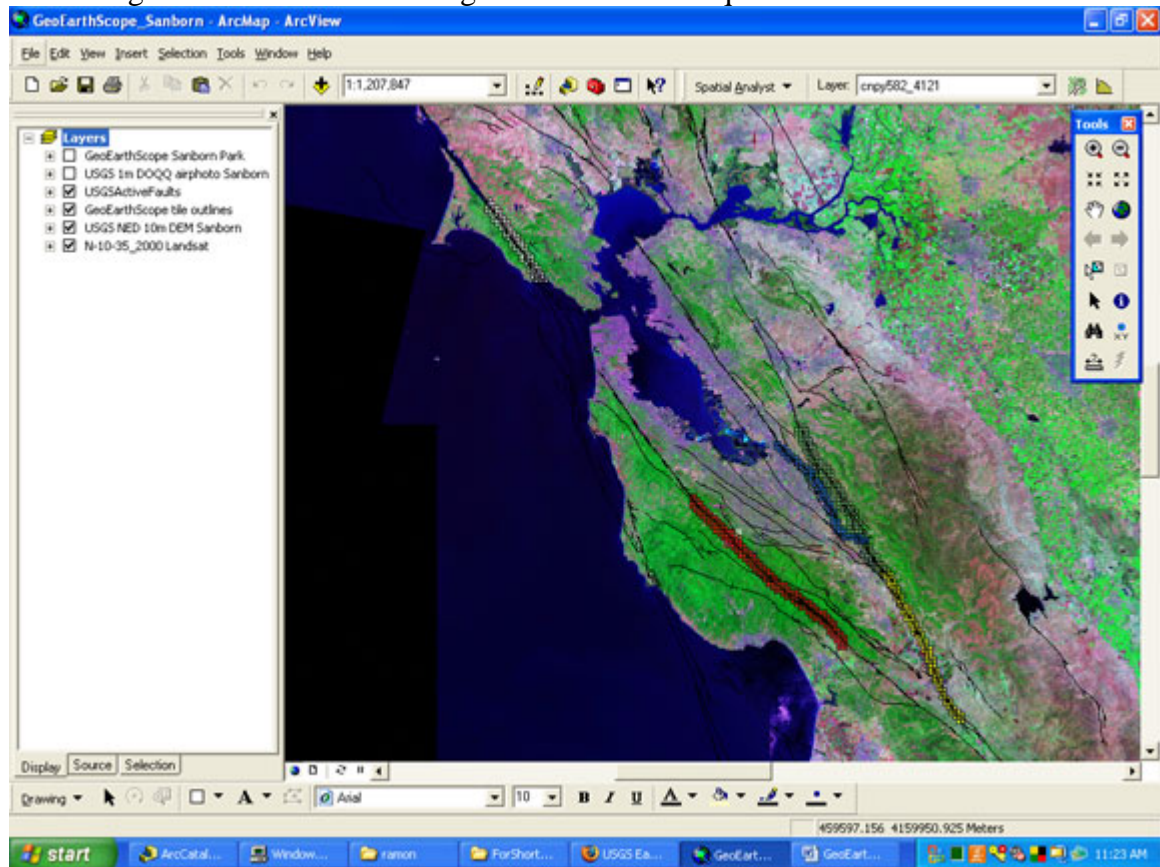 GeoEarthScope_Sanborn - ArcMap - ArcView
File Edit View Insert Selection Tools Window Help
1:1,207,847 Spatial Analyst Layer: cnpy582_4121
Layers
GeoEarthScope Sanborn Park
USGS 1m DOQQ airphoto Sanborn
USGSActiveFaults
GeoEarthScope tile outlines
USGS NED 10m DEM Sanborn
N-10-35_2000 Landsat
Tools
XY
Display Source Selection
Drawing A Arial 10 B I U A
459597.156 4159950.925 Meters
start ArcCatal... Window... ramon ForShort... USGS Ea... GeoEart... GeoEart... 11:23 AM